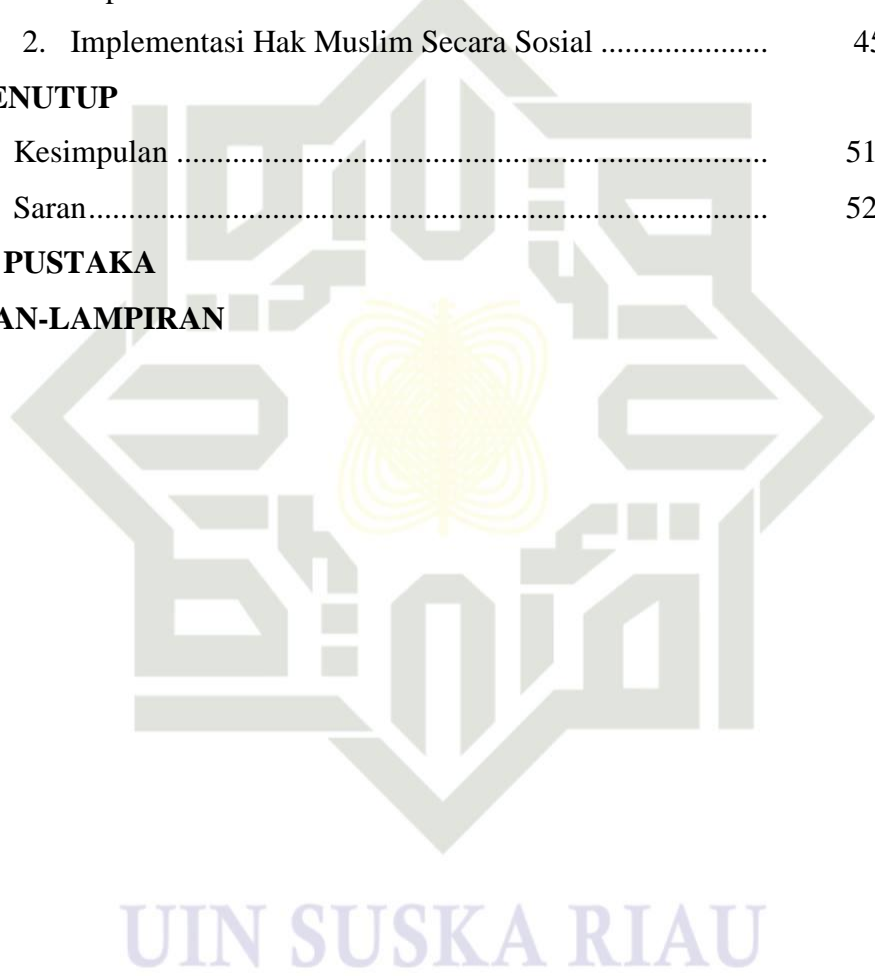 2. Implementasi Hak Muslim Secara Sosial ..................... 45
ENUTUP
Kesimpulan ........................................................................... 51
Saran...................................................................................... 52
PUSTAKA
AN-LAMPIRAN
UIN SUSKA RIAU